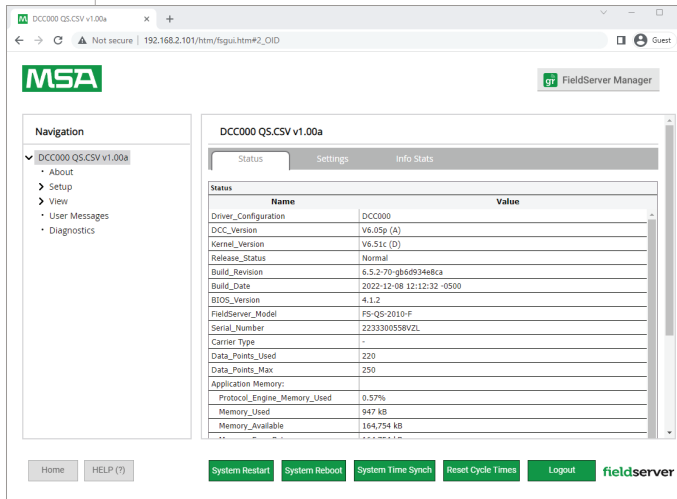 DCC000 QS.CSV v1.00a
Not secure | 192.168.2.101/htm/fsgui.htm#2_OID
Guest
MSA
gr FieldServer Manager
Navigation
DCC000 QS.CSV v1.00a
About
Setup
View
User Messages
Diagnostics
DCC000 QS.CSV v1.00a
Status Settings Info Stats
Status
Name Value
Driver_Configuration DCC000
DCC_Version V6.05p (A)
Kernel_Version V6.51c (D)
Release_Status Normal
Build_Revision 6.5.2-70-gb6d934e8ca
Build_Date 2022-12-08 12:12:32 -0500
BIOS_Version 4.1.2
FieldServer_Model FS-QS-2010-F
Serial_Number 2233300558VZL
Carrier Type -
Data_Points_Used 220
Data_Points_Max 250
Application Memory:
Protocol_Engine_Memory_Used 0.57%
Memory_Used 947 kB
Memory_Available 164,754 kB
Home HELP (?) System Restart System Reboot System Time Synch Reset Cycle Times Logout fieldserver